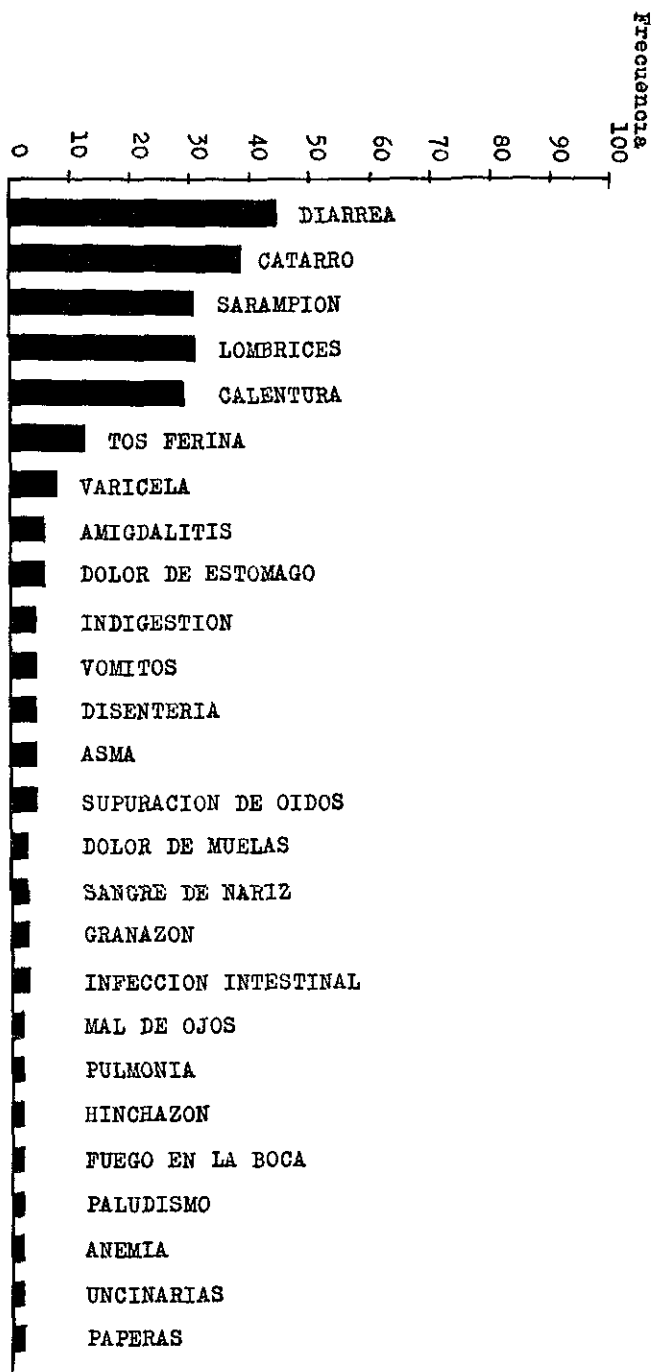 Frecuencia
100
90
80
70
60
50
40
30
20
10
0
DIARREA
CATARRO
SARAMPION
LOMBRICES
CALENTURA
TOS FERINA
VARICELA
AMIGDALITIS
DOLOR DE ESTOMAGO
INDIGESTION
VOMITOS
DISENTERIA
ASMA
SUPURACION DE OIDOS
DOLOR DE MUELAS
SANGRE DE NARIZ
GRANAZON
INFECCION INTESTINAL
MAL DE OJOS
PULMONIA
HINCHAZON
FUEGO EN LA BOCA
PALUDISMO
ANEMIA
UNCINARIAS
PAPERAS